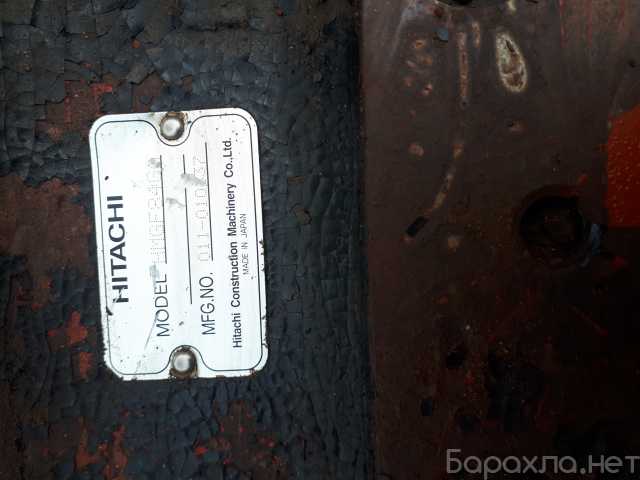 HITACHI
MODEL
MFG.NO.
Hitachi Construction Machinery Co.,Ltd.
MADE IN JAPAN
Барахла.нет